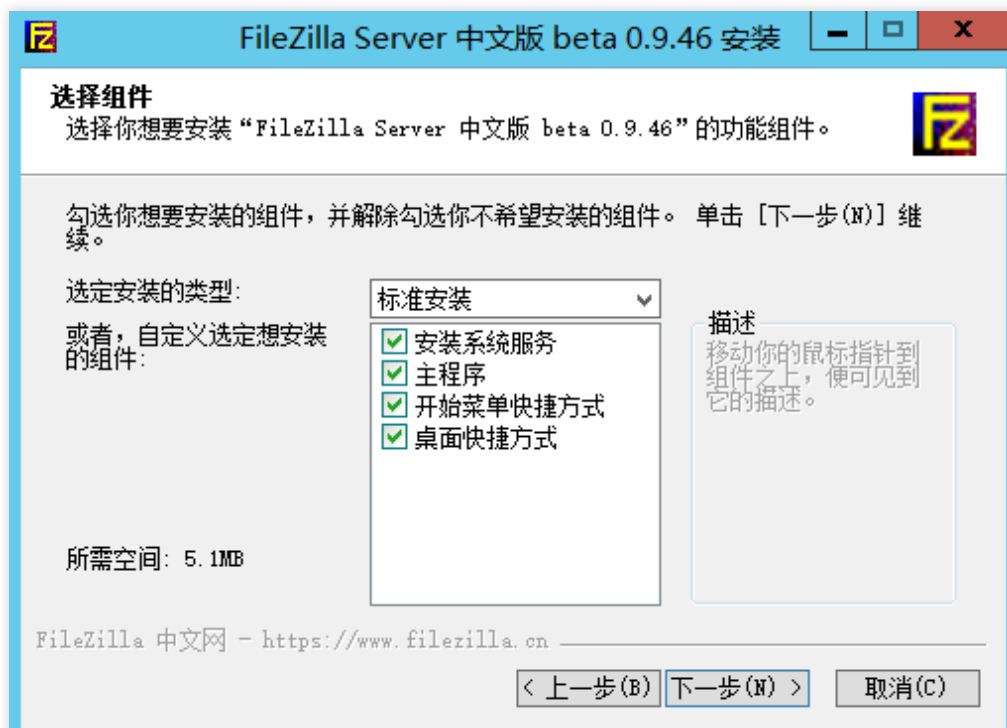 FileZilla Server 中文版 beta 0.9.46 安装
选择组件
选择你想要安装“FileZilla Server 中文版 beta 0.9.46”的功能组件。
勾选你想要安装的组件，并解除勾选你不希望安装的组件。 单击 [下一步(N)] 继
续。
选定安装的类型:
标准安装
或者，自定义选定想安装
的组件:
安装系统服务
主程序
开始菜单快捷方式
桌面快捷方式
描述
移动你的鼠标指针到
组件之上，便可见到
它的描述。
所需空间: 5.1MB
FileZilla 中文网 - https://www.filezilla.cn
< 上一步(B)
下一步(N) >
取消(C)